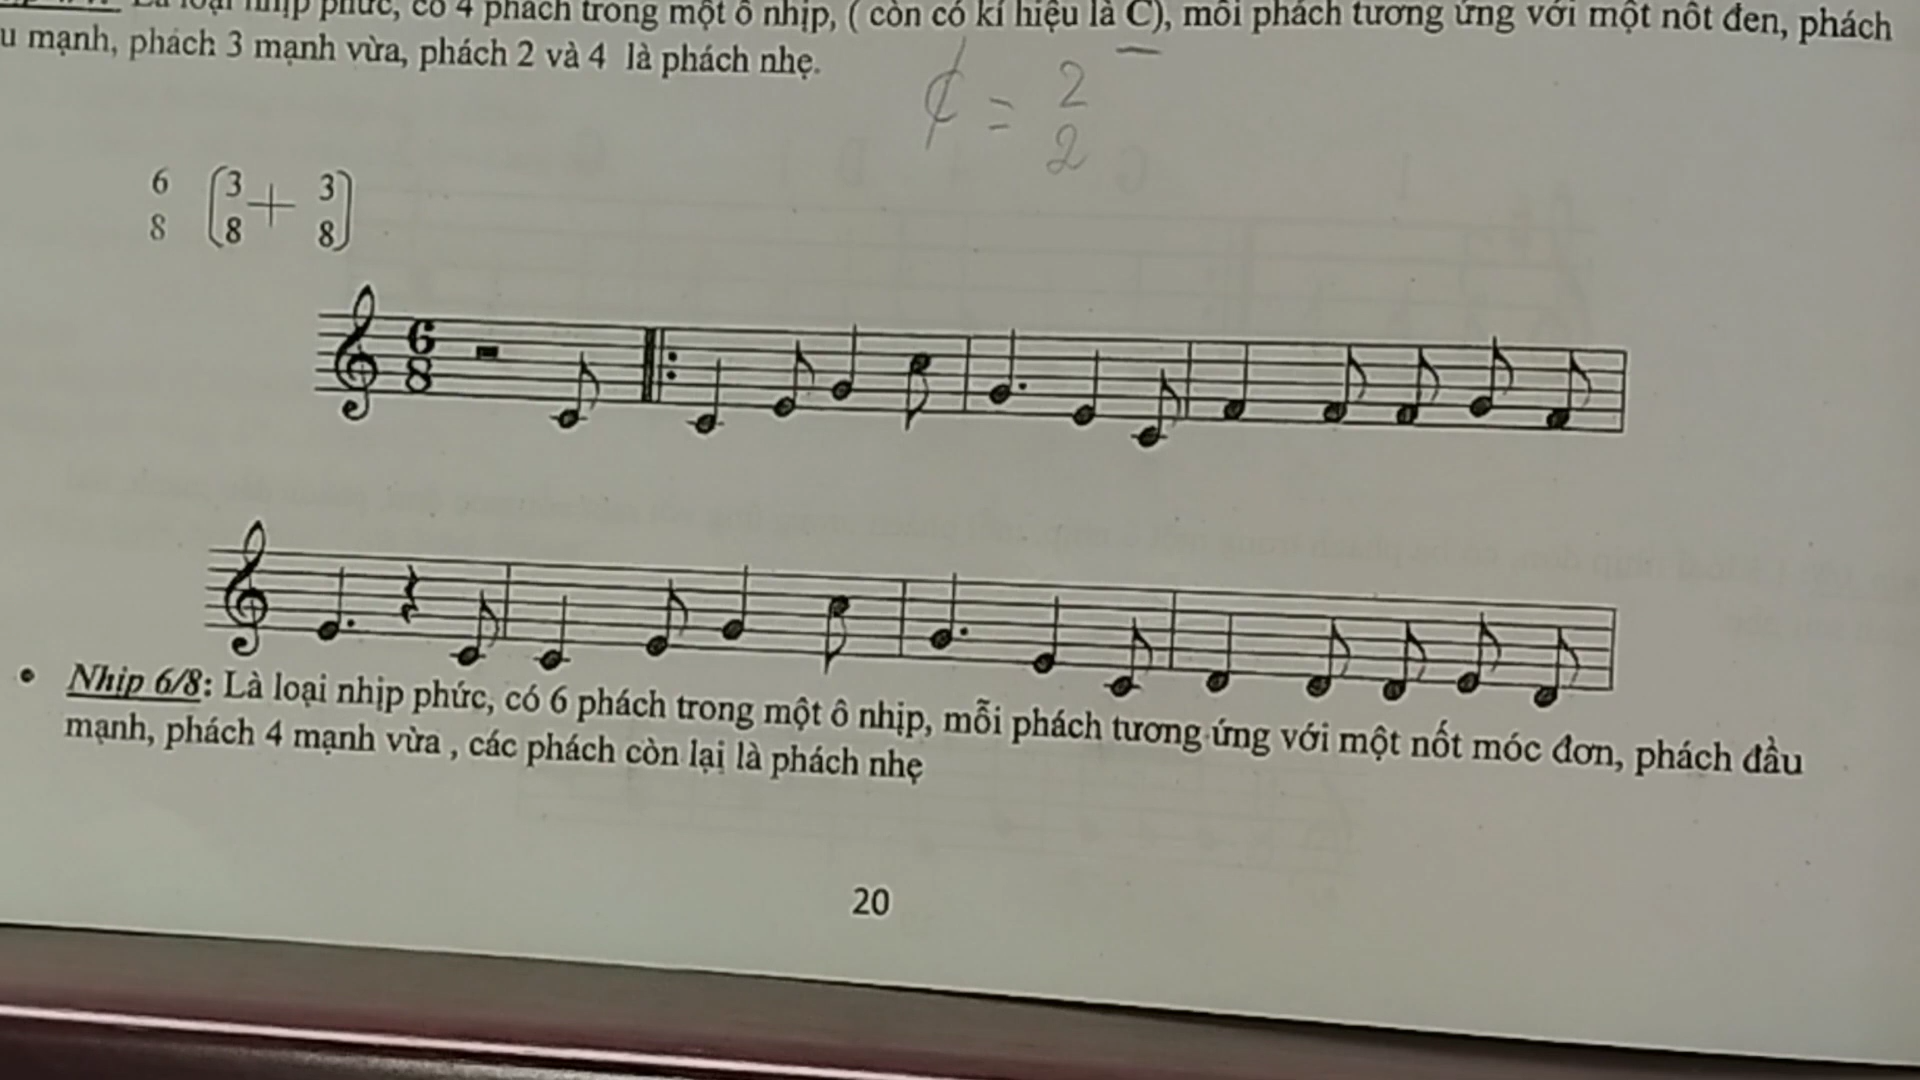 Là loại nhịp phức, có 4 phách trong một ô nhịp, ( còn có kí hiệu là C), mỗi phách tương ứng với một nốt đen, phách
u mạnh, phách 3 mạnh vừa, phách 2 và 4 là phách nhẹ.
¢ = 2
2
6 (3 + 3)
8 8 8
6
8
• Nhip 6/8: Là loại nhịp phức, có 6 phách trong một ô nhịp, mỗi phách tương ứng với một nốt móc đơn, phách đầu
mạnh, phách 4 mạnh vừa , các phách còn lại là phách nhẹ
20